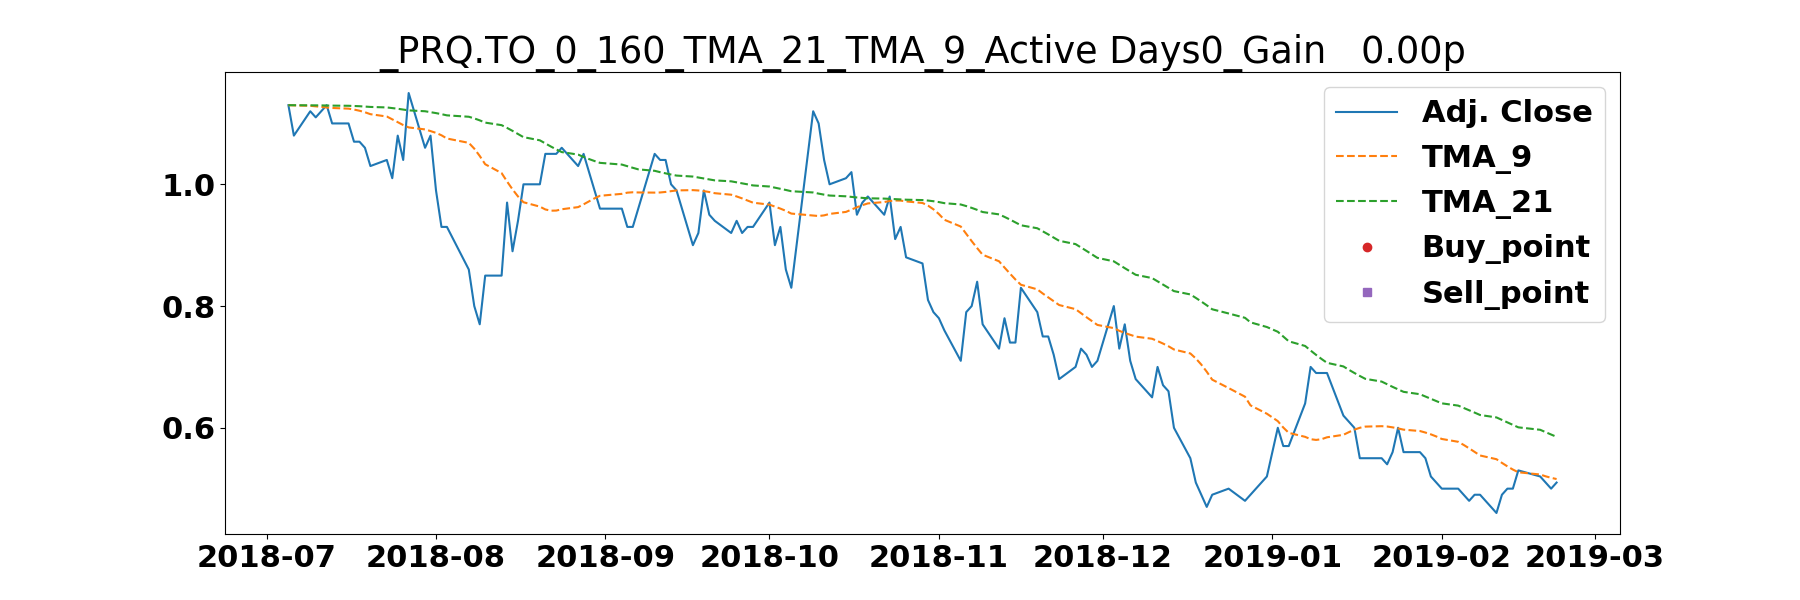 _PRQ.TO_0_160_TMA_21_TMA_9_Active Days0_Gain   0.00p
Adj. Close
TMA_9
TMA_21
Buy_point
Sell_point
1.0
0.8
0.6
2018-07 2018-08 2018-09 2018-10 2018-11 2018-12 2019-01 2019-02 2019-03